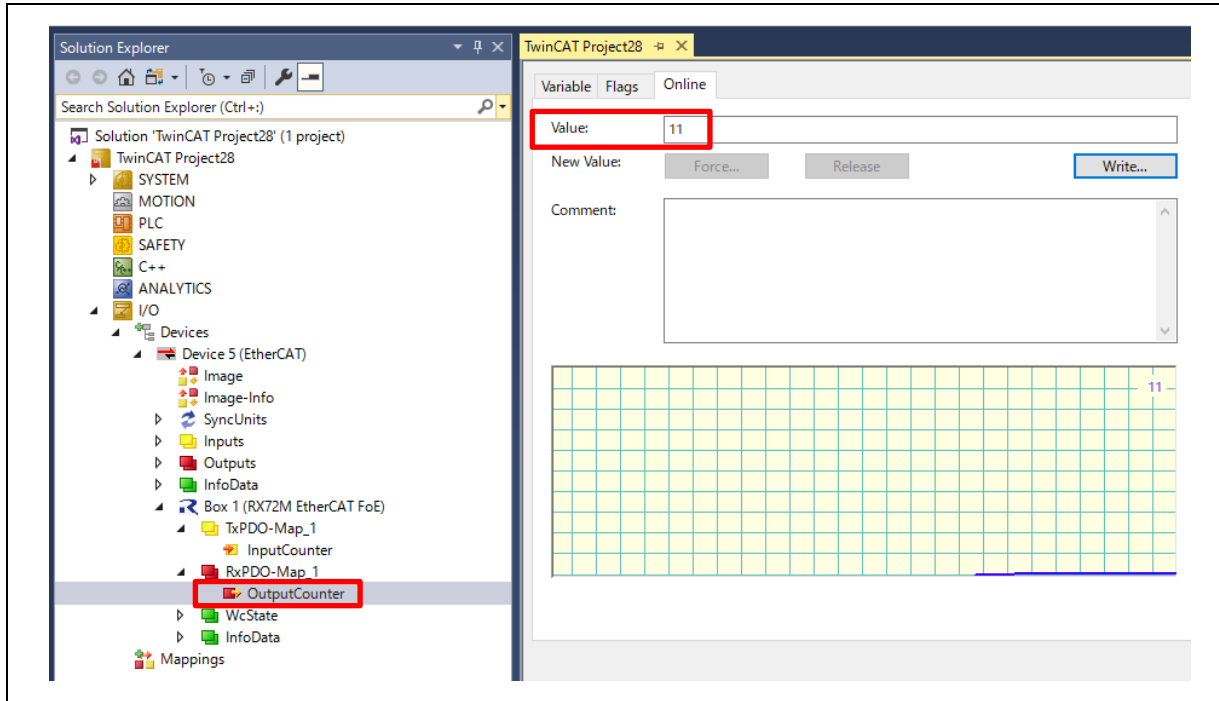 Solution Explorer
Search Solution Explorer (Ctrl+:)
Solution 'TwinCAT Project28' (1 project)
TwinCAT Project28
SYSTEM
MOTION
PLC
SAFETY
C++
ANALYTICS
I/O
Devices
Device 5 (EtherCAT)
Image
Image-Info
SyncUnits
Inputs
Outputs
InfoData
Box 1 (RX72M EtherCAT FoE)
TxPDO-Map_1
InputCounter
RxPDO-Map_1
OutputCounter
WcState
InfoData
Mappings
TwinCAT Project28
Variable Flags Online
Value: 11
New Value: Force... Release Write...
Comment:
11